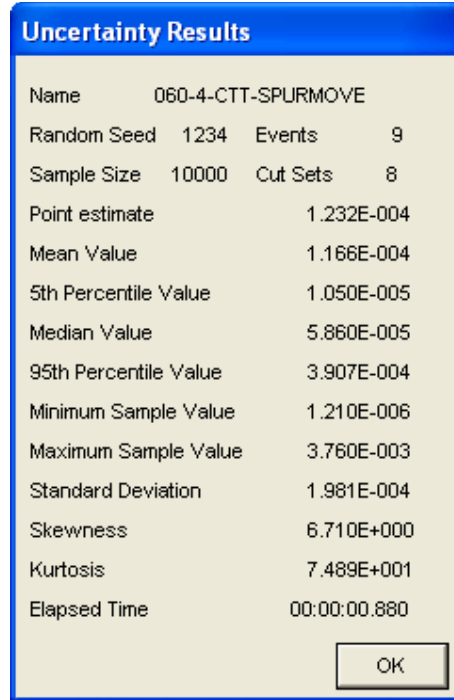 Uncertainty Results
Name 060-4-CTT-SPURMOVE
Random Seed 1234 Events 9
Sample Size 10000 Cut Sets 8
Point estimate 1.232E-004
Mean Value 1.166E-004
5th Percentile Value 1.050E-005
Median Value 5.860E-005
95th Percentile Value 3.907E-004
Minimum Sample Value 1.210E-006
Maximum Sample Value 3.760E-003
Standard Deviation 1.981E-004
Skewness 6.710E+000
Kurtosis 7.489E+001
Elapsed Time 00:00:00.880
OK